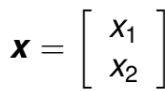 x = [ x₁
x₂ ]